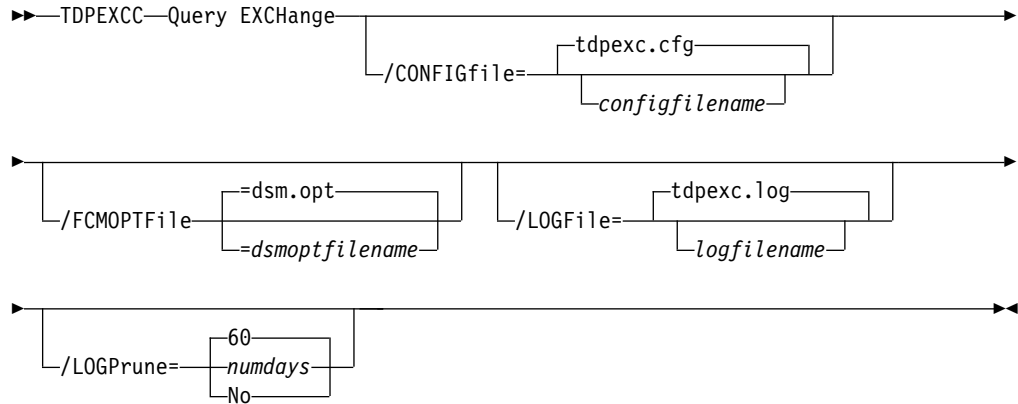 TDPEXCC Query EXCHange
/CONFIGfile=
tdpexc.cfg
configfilename
/FCMOPTFile
=dsm.opt
=dsmoptfilename
/LOGFile=
tdpexc.log
logfilename
/LOGPrune=
60
numdays
No